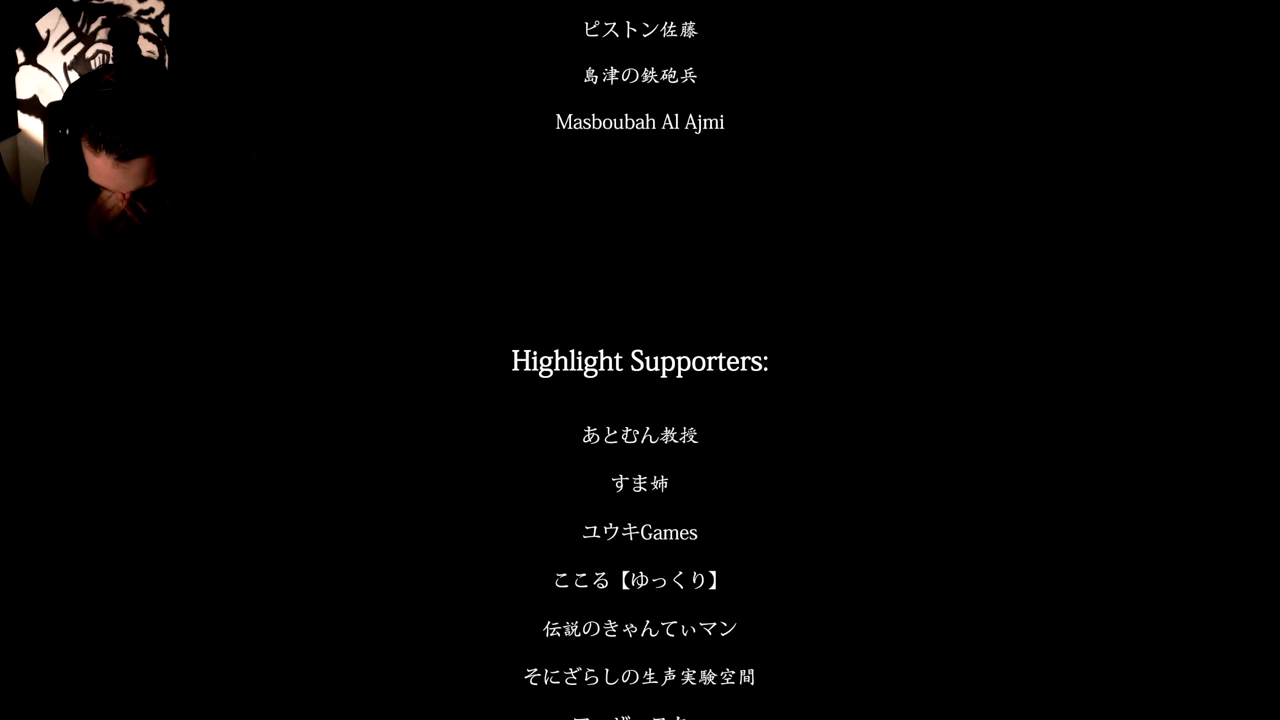 ピストン佐藤
島津の鉄砲兵
Masboubah Al Ajmi
Highlight Supporters:
あとむん教授
すま姉
ユウキGames
ここる【ゆっくり】
伝説のきゃんてぃマン
そにざらしの生声実験空間